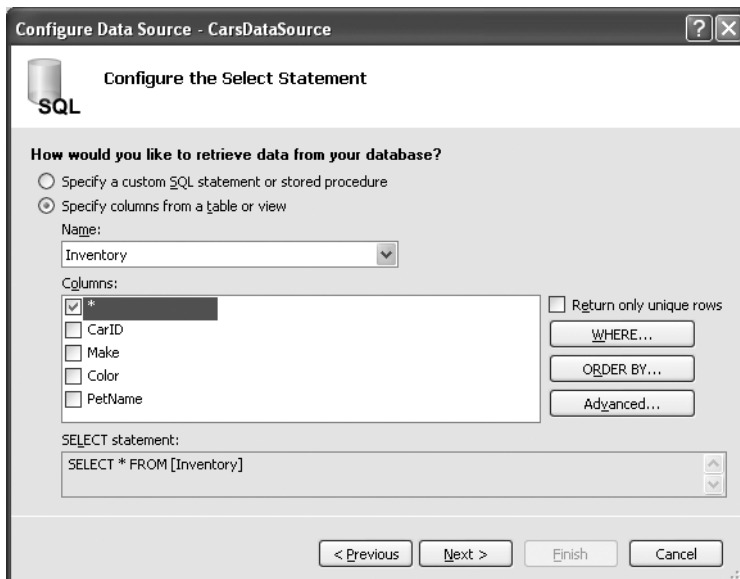 Configure Data Source - CarsDataSource
SQL
Configure the Select Statement
How would you like to retrieve data from your database?
Specify a custom SQL statement or stored procedure
Specify columns from a table or view
Name:
Inventory
Columns:
*
CarID
Make
Color
PetName
Return only unique rows
WHERE...
ORDER BY...
Advanced...
SELECT statement:
SELECT * FROM [Inventory]
< Previous
Next >
Finish
Cancel